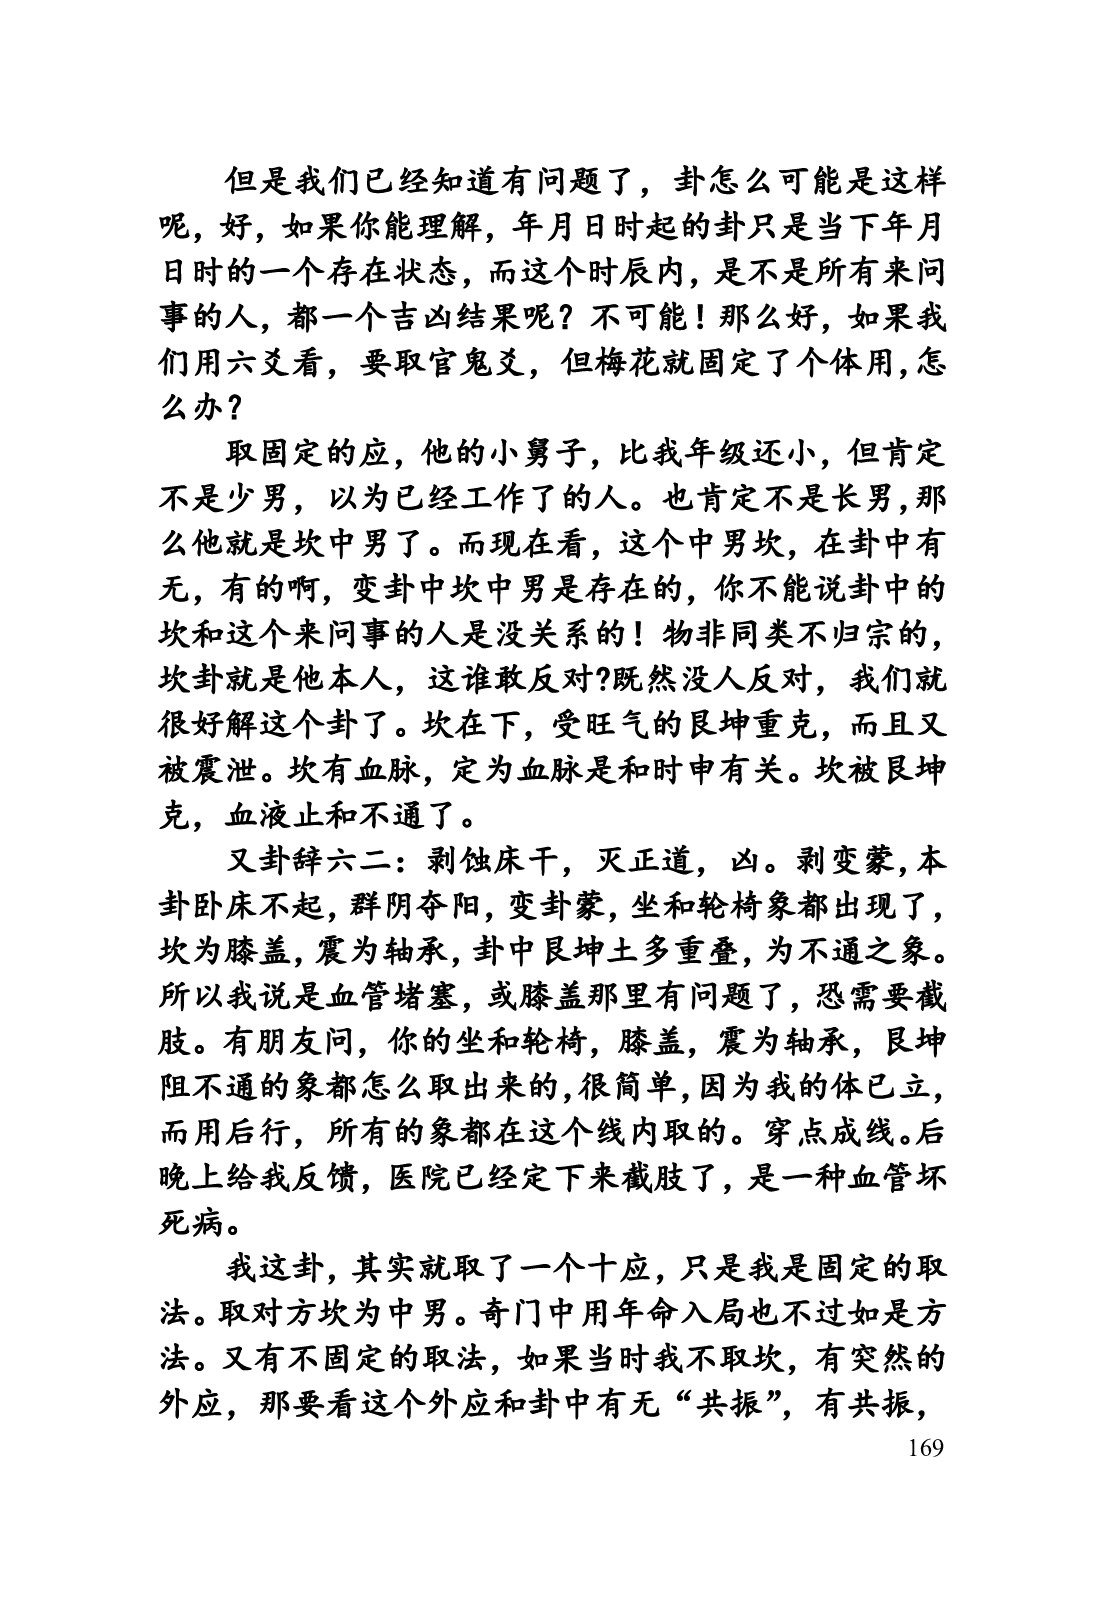 但是我们已经知道有问题了，卦怎么可能是这样
呢，好，如果你能理解，年月日时起的卦只是当下年月
日时的一个存在状态，而这个时辰内，是不是所有来问
事的人，都一个吉凶结果呢？不可能！那么好，如果我
们用六爻看，要取官鬼爻，但梅花就固定了个体用，怎
么办？
取固定的应，他的小舅子，比我年级还小，但肯定
不是少男，以为已经工作了的人。也肯定不是长男，那
么他就是坎中男了。而现在看，这个中男坎，在卦中有
无，有的啊，变卦中坎中男是存在的，你不能说卦中的
坎和这个来问事的人是没关系的！物非同类不归宗的，
坎卦就是他本人，这谁敢反对?既然没人反对，我们就
很好解这个卦了。坎在下，受旺气的艮坤重克，而且又
被震泄。坎有血脉，定为血脉是和时申有关。坎被艮坤
克，血液止和不通了。
又卦辞六二：剥蚀床干，灭正道，凶。剥变蒙，本
卦卧床不起，群阴夺阳，变卦蒙，坐和轮椅象都出现了，
坎为膝盖，震为轴承，卦中艮坤土多重叠，为不通之象。
所以我说是血管堵塞，或膝盖那里有问题了，恐需要截
肢。有朋友问，你的坐和轮椅，膝盖，震为轴承，艮坤
阻不通的象都怎么取出来的，很简单，因为我的体已立，
而用后行，所有的象都在这个线内取的。穿点成线。后
晚上给我反馈，医院已经定下来截肢了，是一种血管坏
死病。
我这卦，其实就取了一个十应，只是我是固定的取
法。取对方坎为中男。奇门中用年命入局也不过如是方
法。又有不固定的取法，如果当时我不取坎，有突然的
外应，那要看这个外应和卦中有无“共振”，有共振，
169